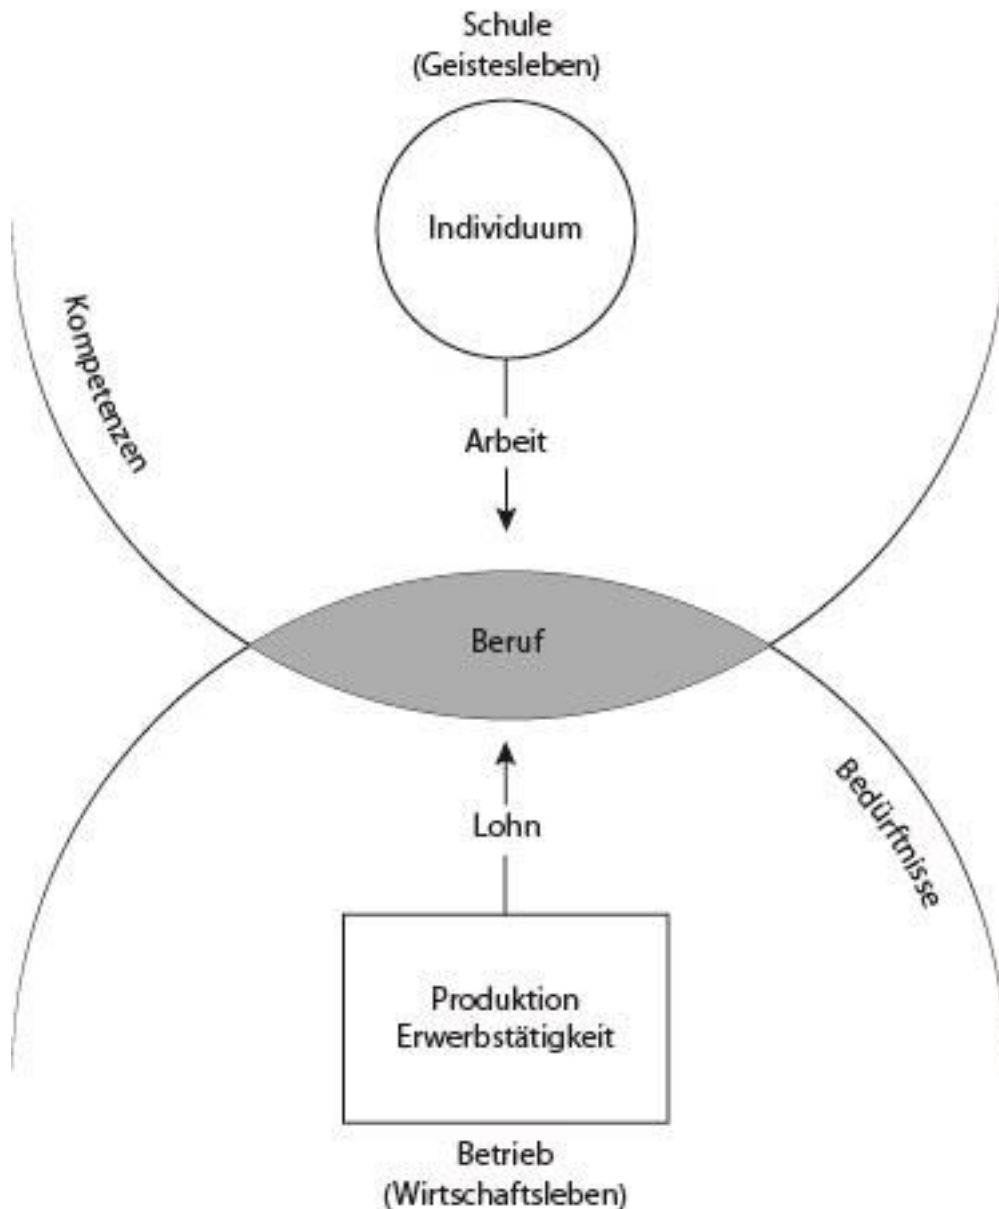 Schule
(Geistesleben)
Individuum
Kompetenzen
Arbeit
Beruf
Lohn
Bedürftnisse
Produktion
Erwerbstätigkeit
Betrieb
(Wirtschaftsleben)